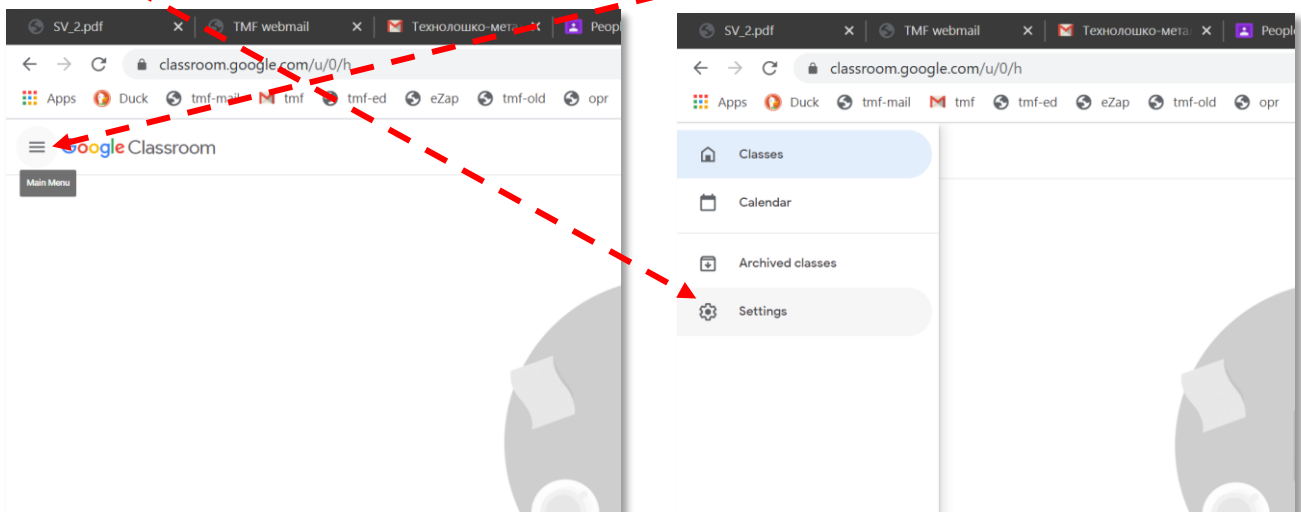 SV_2.pdf TMF webmail Технолошко-мета Peop
classroom.google.com/u/0/h
Apps Duck tmf-mail tmf tmf-ed eZap tmf-old opr
Google Classroom
Main Menu
SV_2.pdf TMF webmail Технолошко-мета People
classroom.google.com/u/0/h
Apps Duck tmf-mail tmf tmf-ed eZap tmf-old opr
Classes
Calendar
Archived classes
Settings